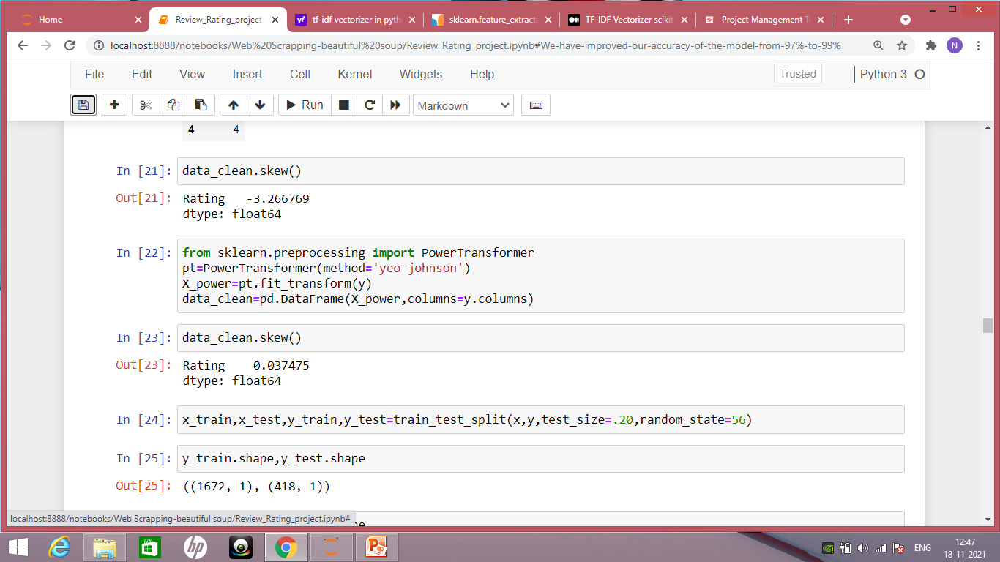 Home
Review_Rating_project
tf-idf vectorizer in pyth
sklearn.feature_extract
TF-IDF Vectorizer scikit
Project Management T
localhost:8888/notebooks/Web%20Scrapping-beautiful%20soup/Review_Rating_project.ipynb#We-have-improved-our-accuracy-of-the-model-from-97%-to-99%
N
File Edit View Insert Cell Kernel Widgets Help Trusted Python 3
Run Markdown
4 4
In [21]: data_clean.skew()
Out[21]: Rating -3.266769
dtype: float64
In [22]: from sklearn.preprocessing import PowerTransformer
pt=PowerTransformer(method='yeo-johnson')
X_power=pt.fit_transform(y)
data_clean=pd.DataFrame(X_power,columns=y.columns)
In [23]: data_clean.skew()
Out[23]: Rating 0.037475
dtype: float64
In [24]: x_train,x_test,y_train,y_test=train_test_split(x,y,test_size=.20,random_state=56)
In [25]: y_train.shape,y_test.shape
Out[25]: ((1672, 1), (418, 1))
localhost:8888/notebooks/Web Scrapping-beautiful soup/Review_Rating_project.ipynb#
hp
ENG
12:47
18-11-2021